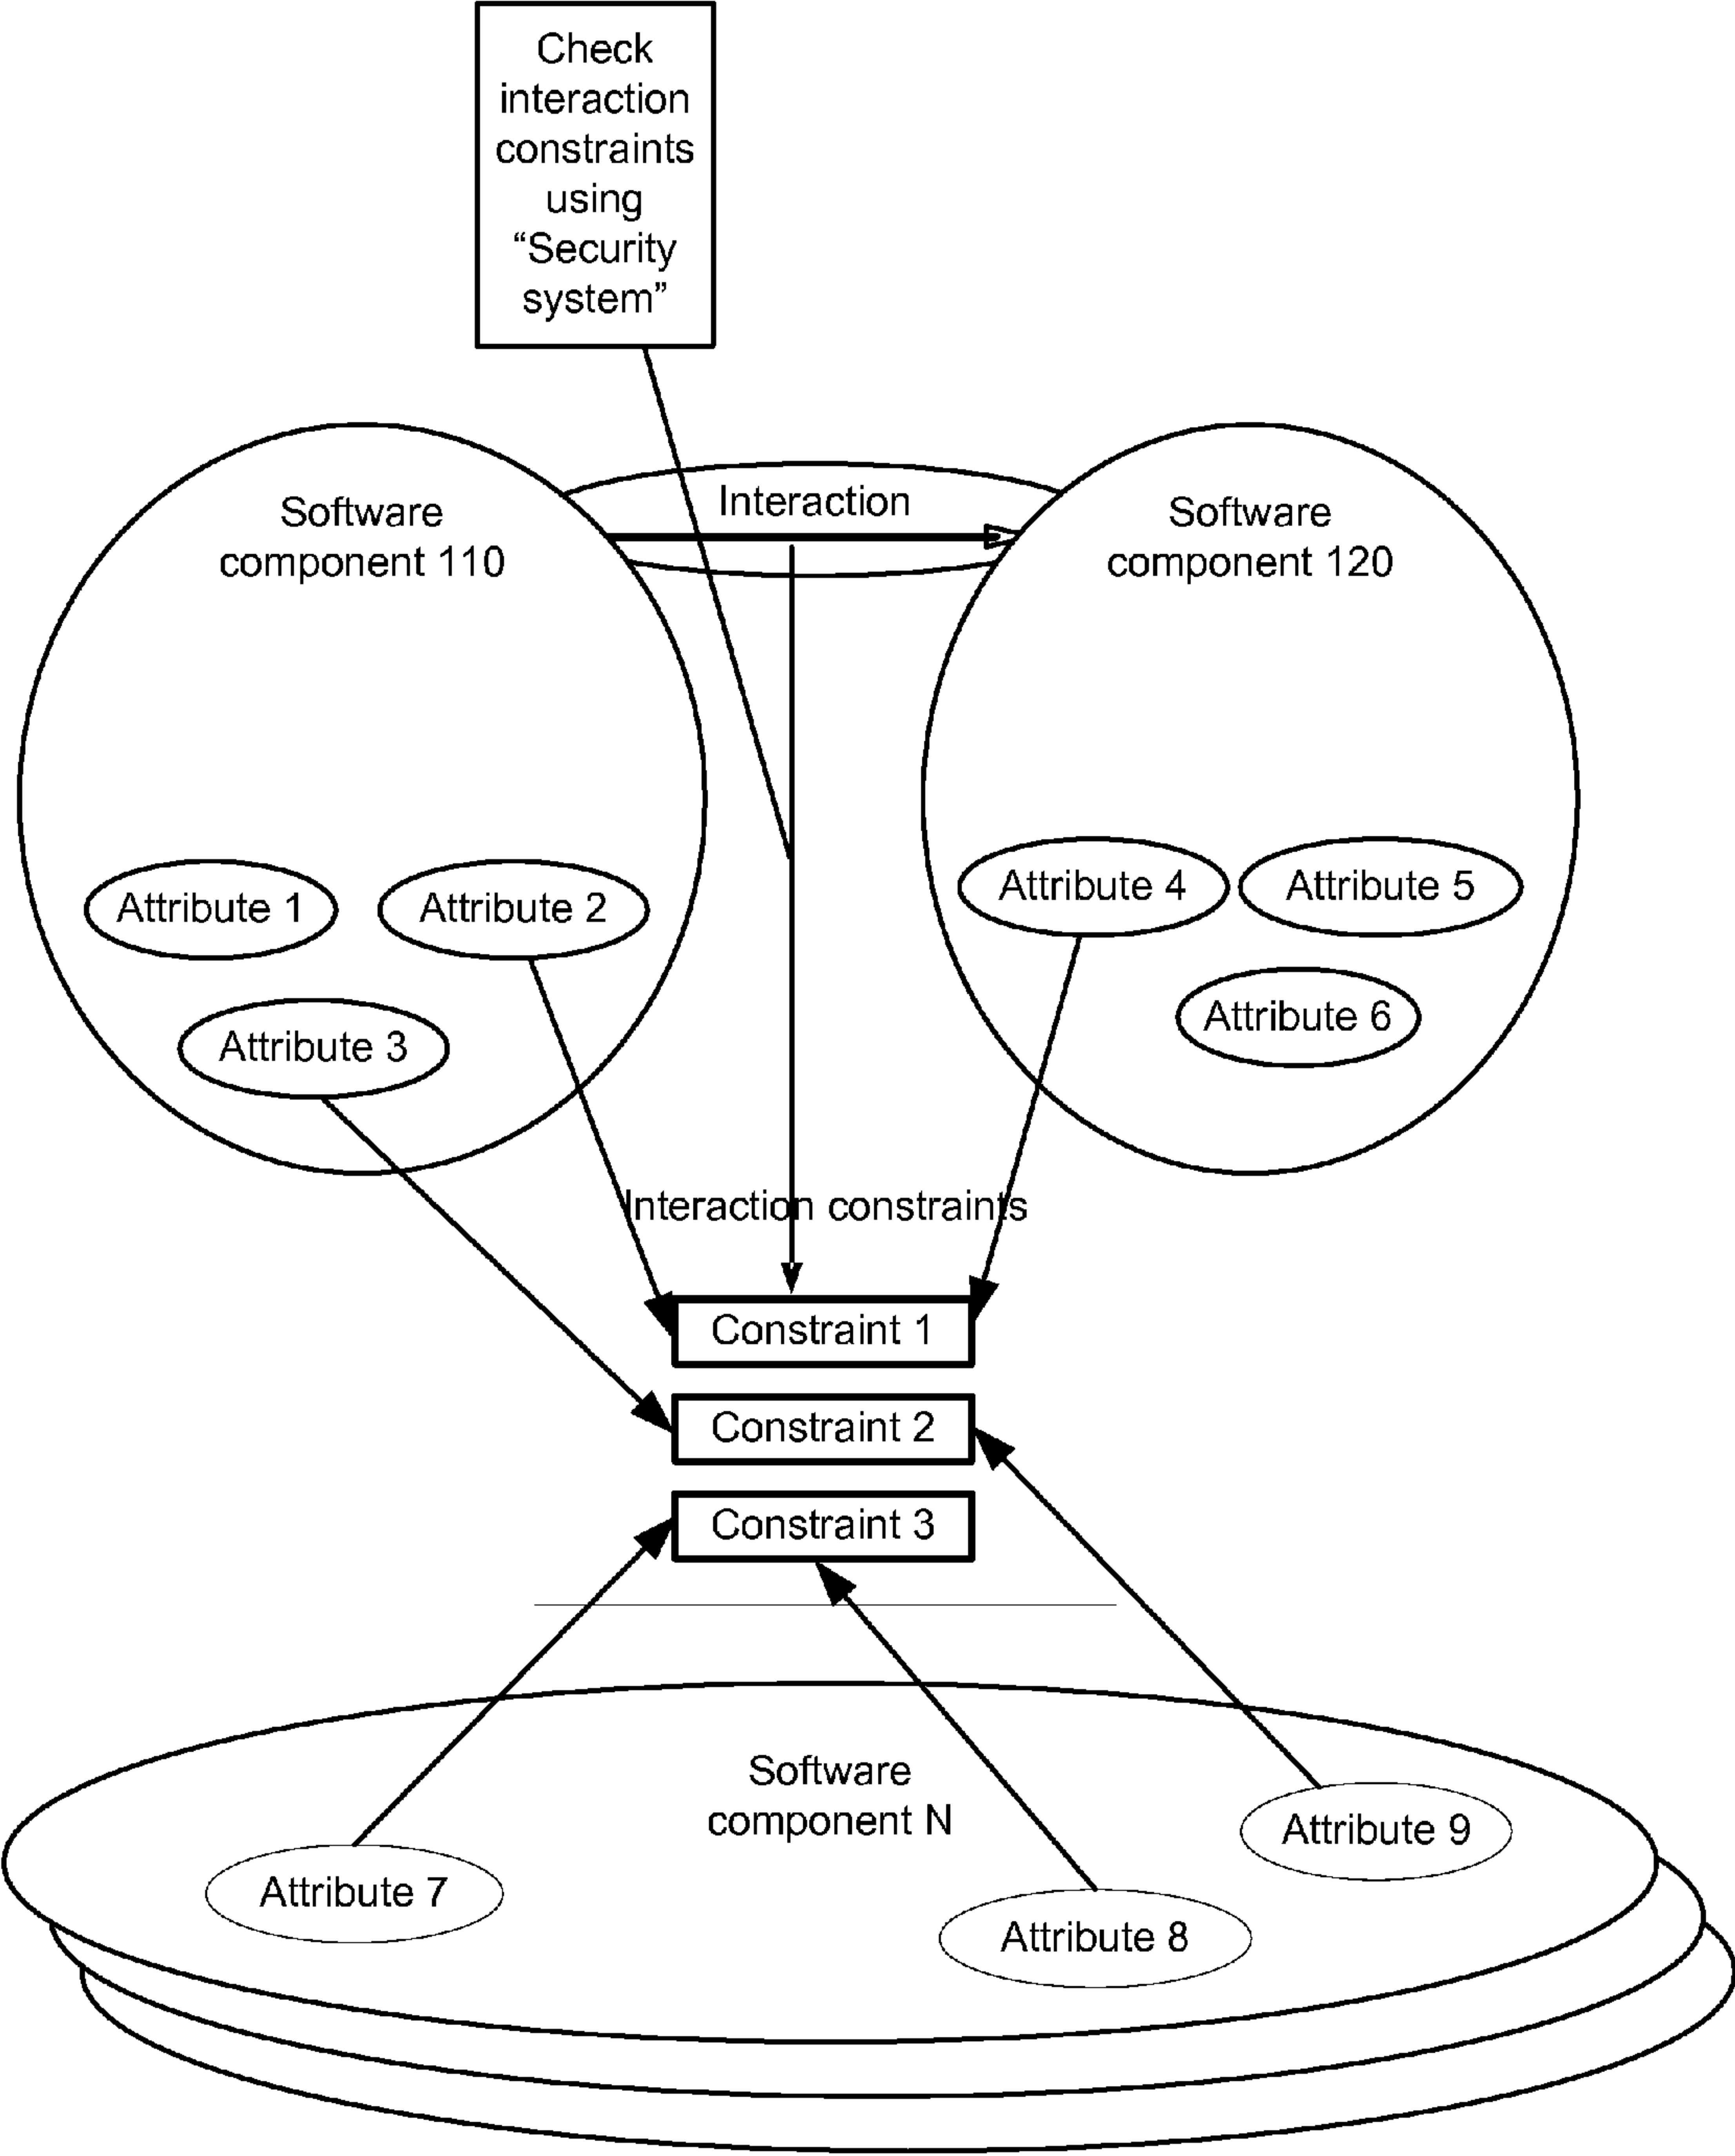 Check
interaction
constraints
using
“Security
system”
Interaction
Software
component 110
Software
component 120
Attribute 1
Attribute 2
Attribute 3
Attribute 4
Attribute 5
Attribute 6
Interaction constraints
Constraint 1
Constraint 2
Constraint 3
Software
component N
Attribute 7
Attribute 8
Attribute 9